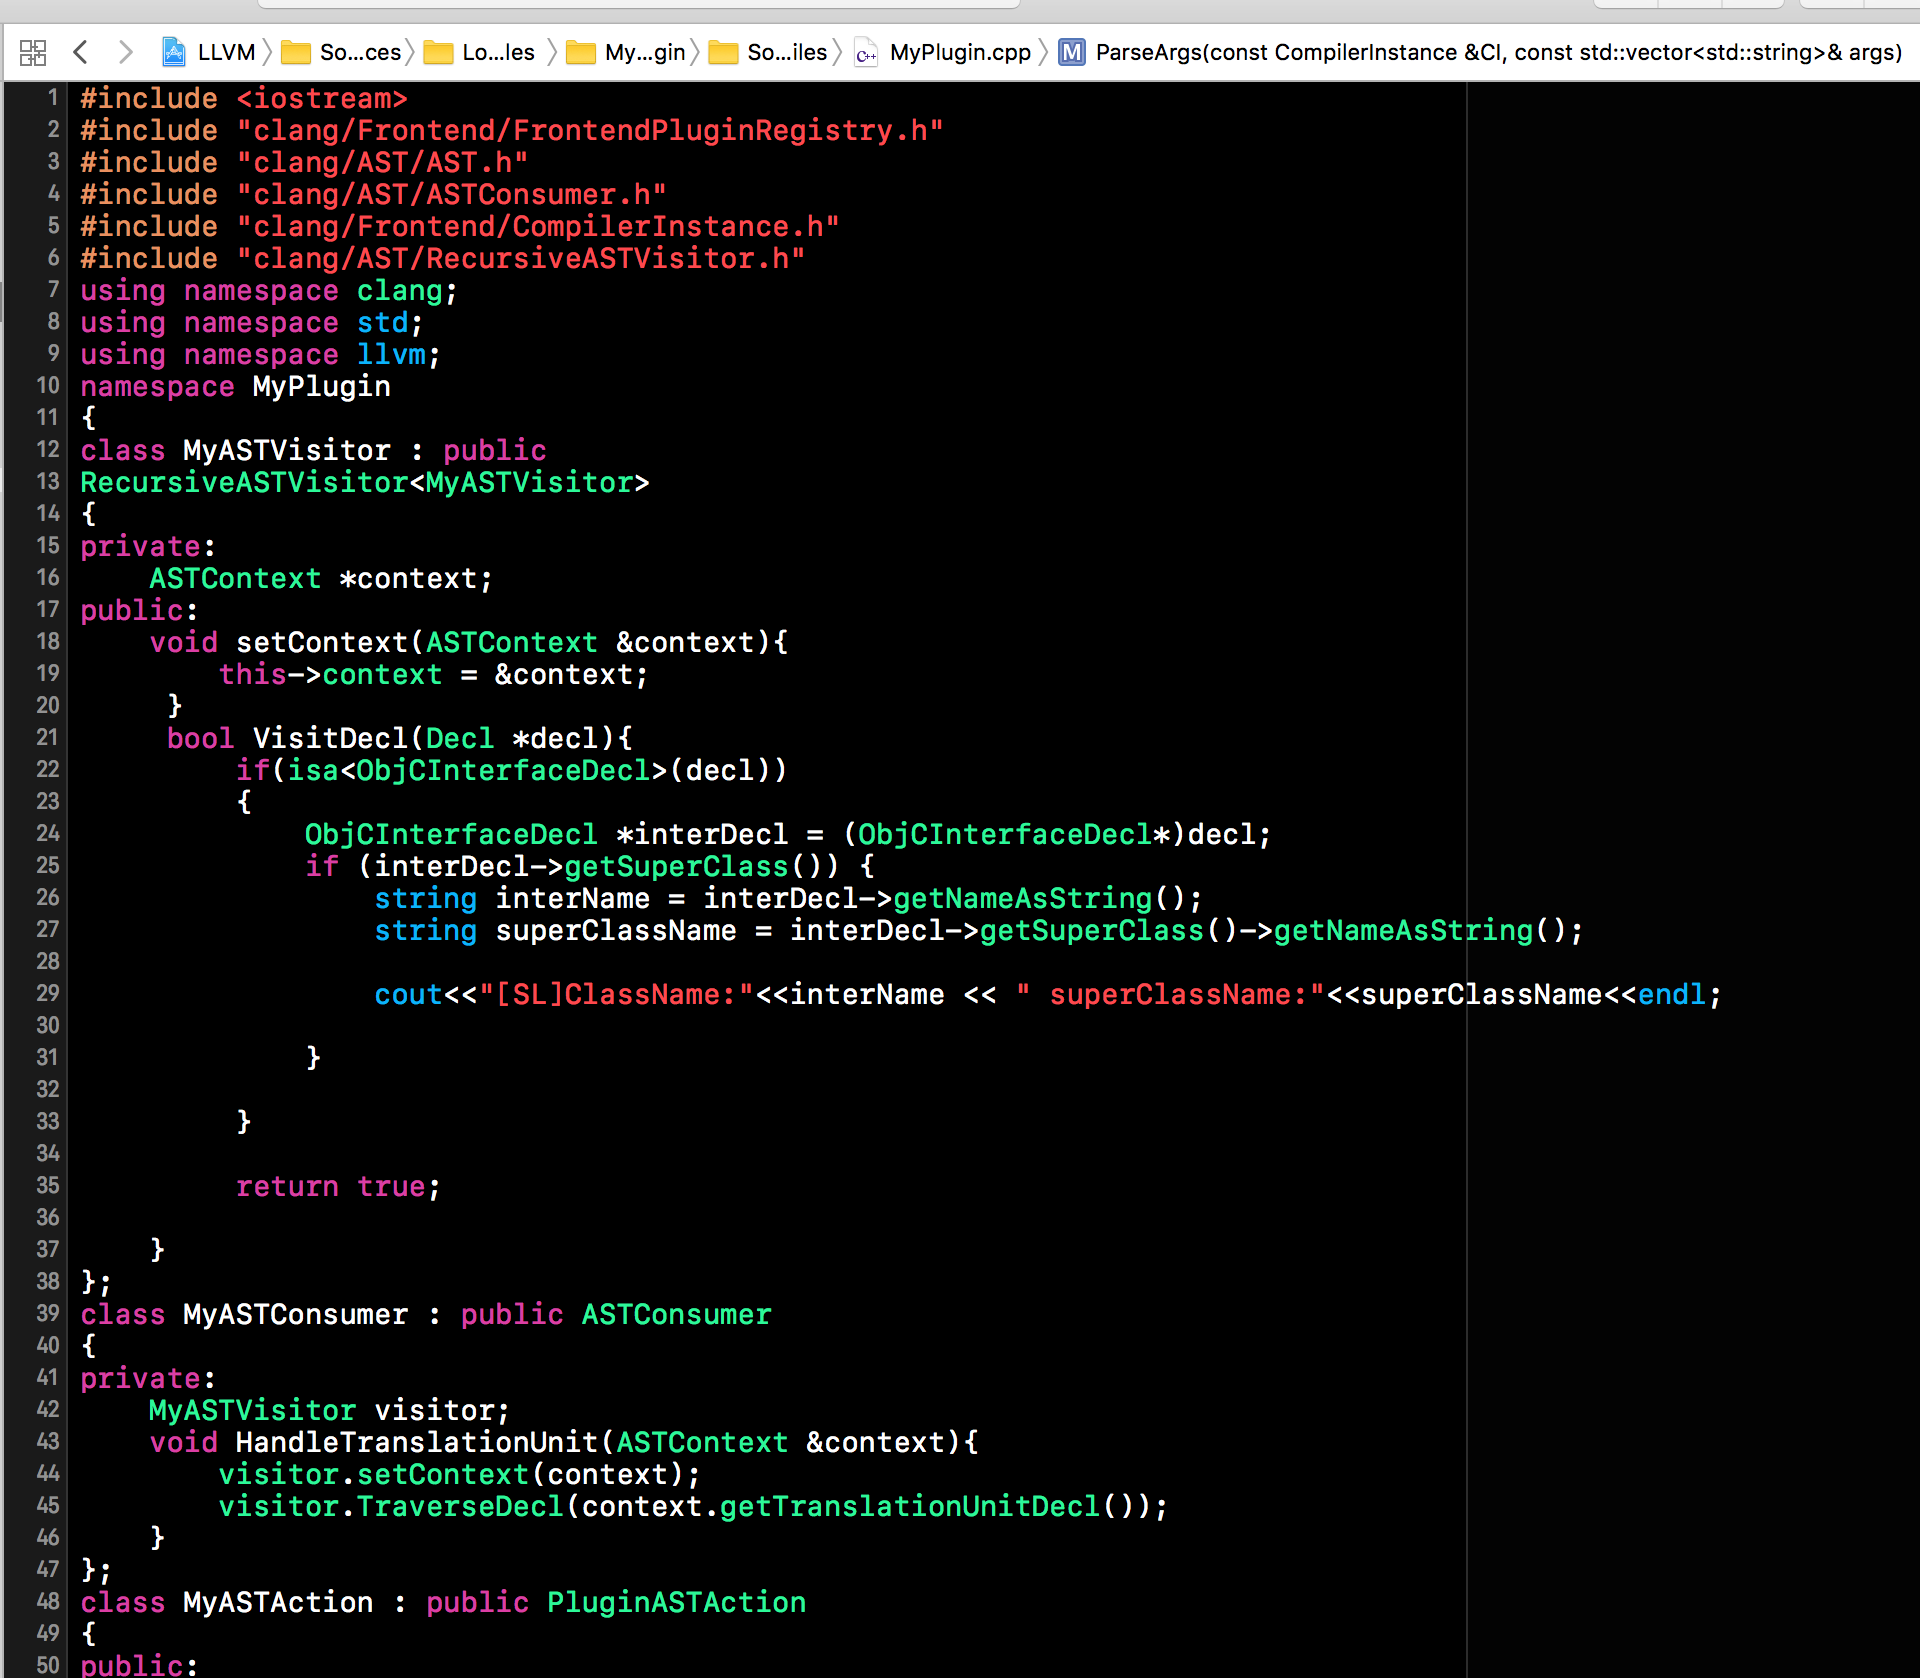 LLVM So...ces Lo...les My...gin So...iles MyPlugin.cpp M ParseArgs(const CompilerInstance &CI, const std::vector<std::string>& args)
1 #include <iostream>
2 #include "clang/Frontend/FrontendPluginRegistry.h"
3 #include "clang/AST/AST.h"
4 #include "clang/AST/ASTConsumer.h"
5 #include "clang/Frontend/CompilerInstance.h"
6 #include "clang/AST/RecursiveASTVisitor.h"
7 using namespace clang;
8 using namespace std;
9 using namespace llvm;
10 namespace MyPlugin
11 {
12 class MyASTVisitor : public
13 RecursiveASTVisitor<MyASTVisitor>
14 {
15 private:
16     ASTContext *context;
17 public:
18     void setContext(ASTContext &context){
19         this->context = &context;
20      }
21      bool VisitDecl(Decl *decl){
22          if(isa<ObjCInterfaceDecl>(decl))
23          {
24              ObjCInterfaceDecl *interDecl = (ObjCInterfaceDecl*)decl;
25              if (interDecl->getSuperClass()) {
26                  string interName = interDecl->getNameAsString();
27                  string superClassName = interDecl->getSuperClass()->getNameAsString();
28
29                  cout<<"[SL]ClassName:"<<interName << " superClassName:"<<superClassName<<endl;
30
31              }
32
33          }
34
35          return true;
36
37     }
38 };
39 class MyASTConsumer : public ASTConsumer
40 {
41 private:
42     MyASTVisitor visitor;
43     void HandleTranslationUnit(ASTContext &context){
44         visitor.setContext(context);
45         visitor.TraverseDecl(context.getTranslationUnitDecl());
46     }
47 };
48 class MyASTAction : public PluginASTAction
49 {
50 public: